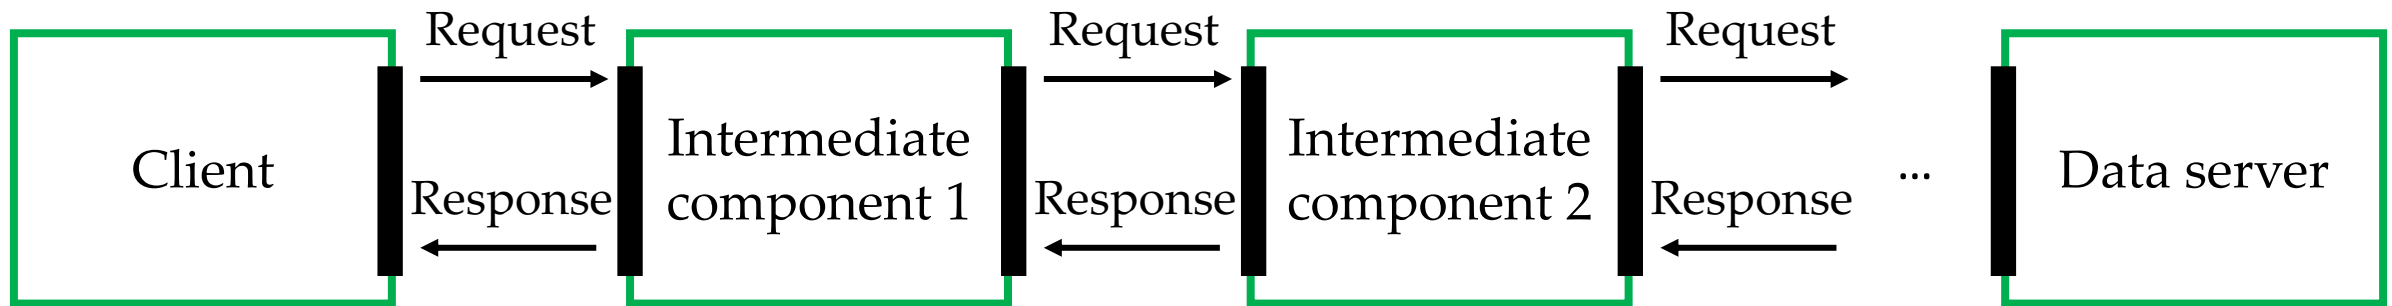 Request
Request
Request
Client
Intermediate
component 1
Intermediate
component 2
...
Data server
Response
Response
Response